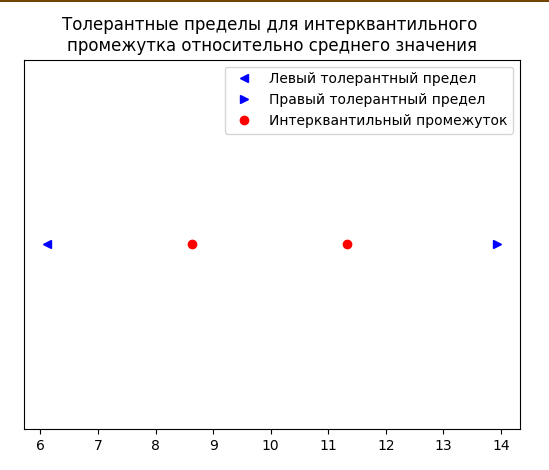 Толерантные пределы для интерквантильного
промежутка относительно среднего значения
Левый толерантный предел
Правый толерантный предел
Интерквантильный промежуток
6 7 8 9 10 11 12 13 14